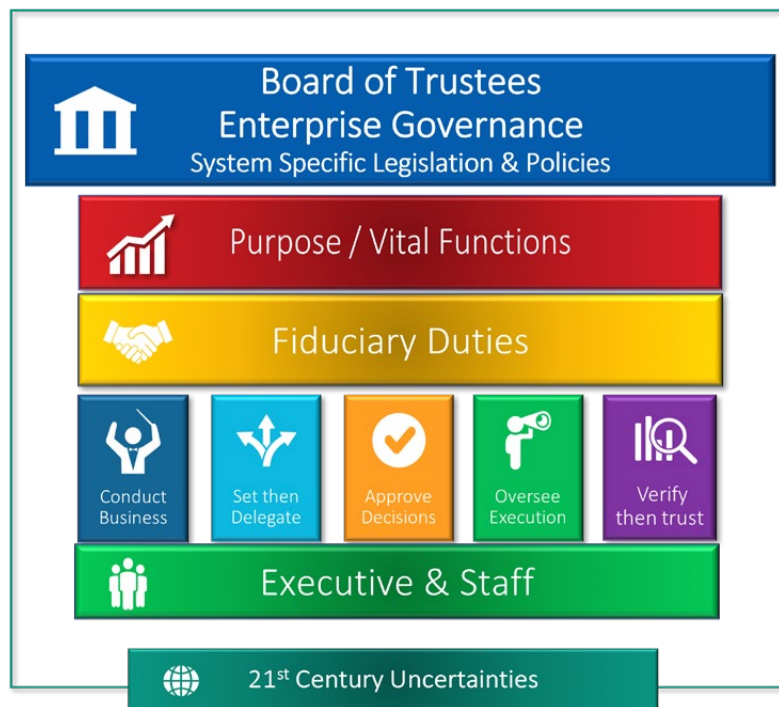 Board of Trustees
Enterprise Governance
System Specific Legislation & Policies
Purpose / Vital Functions
Fiduciary Duties
Conduct
Business
Set then
Delegate
Approve
Decisions
Oversee
Execution
Verify
then trust
Executive & Staff
21st Century Uncertainties